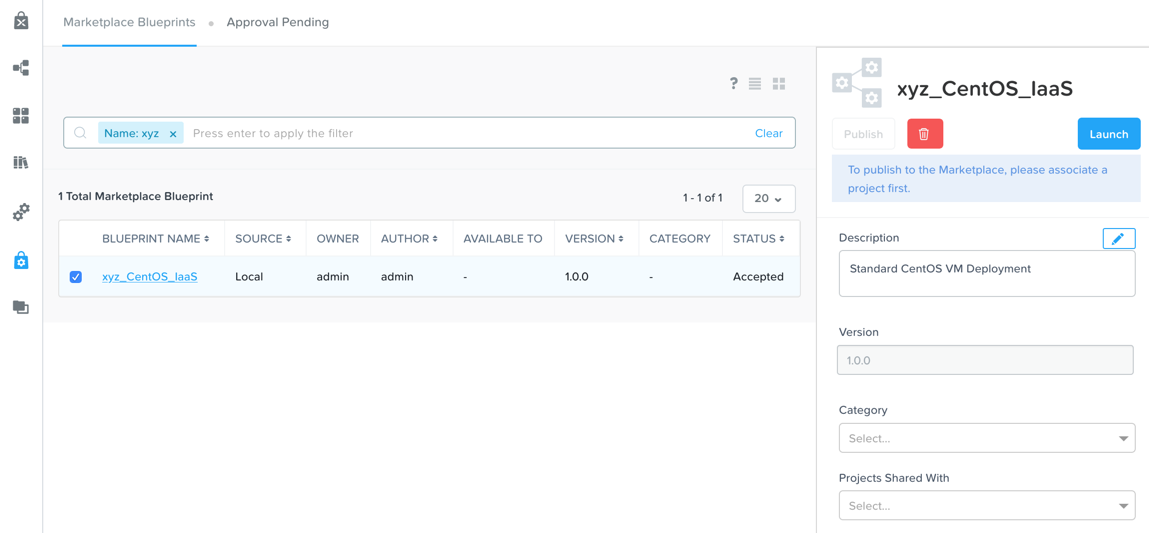 Marketplace Blueprints
Approval Pending
?
Name: xyz × Press enter to apply the filter Clear
1 Total Marketplace Blueprint 1 - 1 of 1 20
BLUEPRINT NAME SOURCE OWNER AUTHOR AVAILABLE TO VERSION CATEGORY STATUS
xyz_CentOS_IaaS Local admin admin - 1.0.0 - Accepted
xyz_CentOS_IaaS
Publish Launch
To publish to the Marketplace, please associate a
project first.
Description
Standard CentOS VM Deployment
Version
1.0.0
Category
Select...
Projects Shared With
Select...